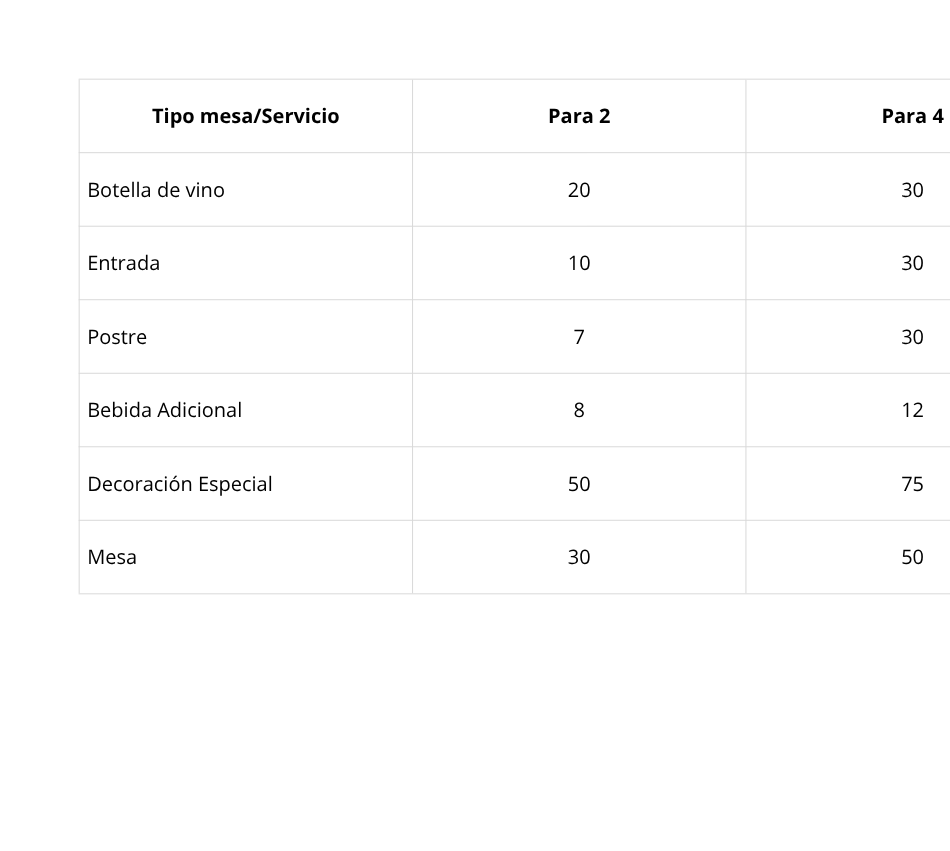 Tipo mesa/Servicio Para 2 Para 4
Botella de vino 20 30
Entrada 10 30
Postre 7 30
Bebida Adicional 8 12
Decoración Especial 50 75
Mesa 30 50